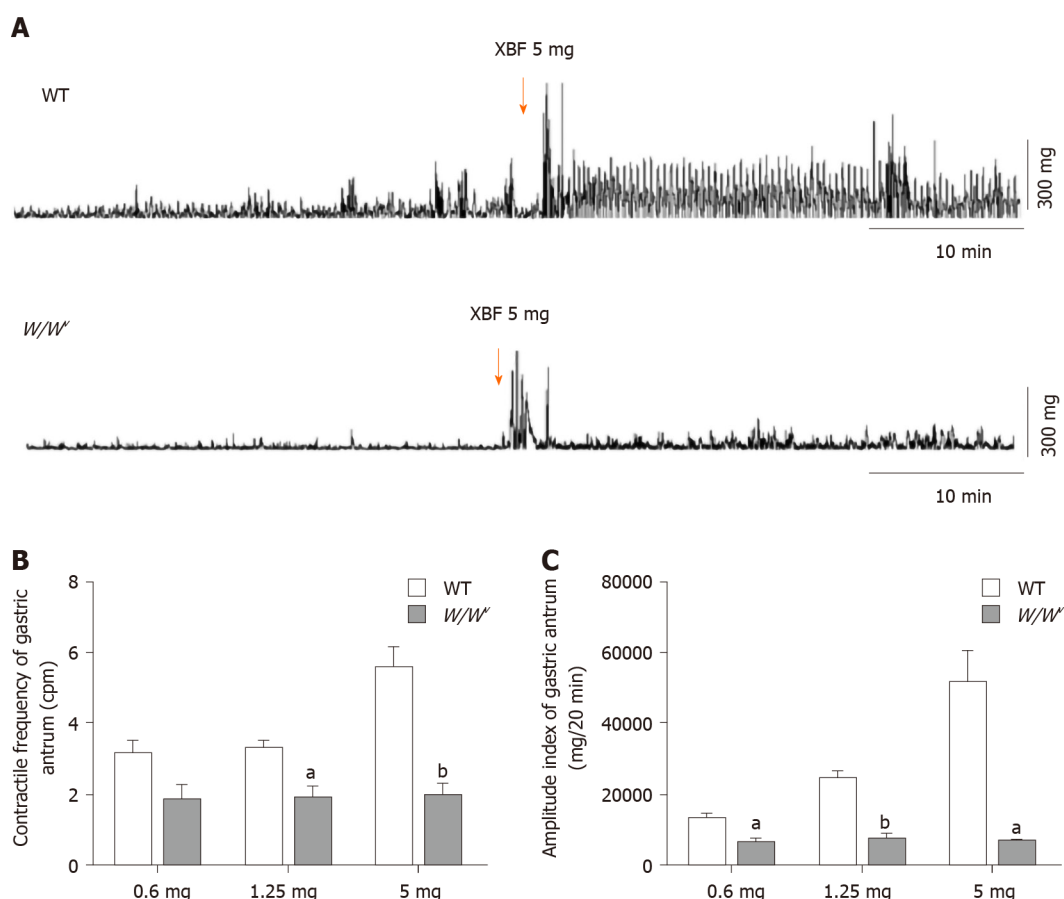 A
XBF 5 mg
WT
300 mg
10 min
XBF 5 mg
W/Wᵛ
300 mg
10 min
B
Contractile frequency of gastric
antrum (cpm)
8
6
4
2
0
WT
W/Wᵛ
a
b
0.6 mg
1.25 mg
5 mg
C
Amplitude index of gastric antrum
(mg/20 min)
80000
60000
40000
20000
0
WT
W/Wᵛ
a
b
a
0.6 mg
1.25 mg
5 mg